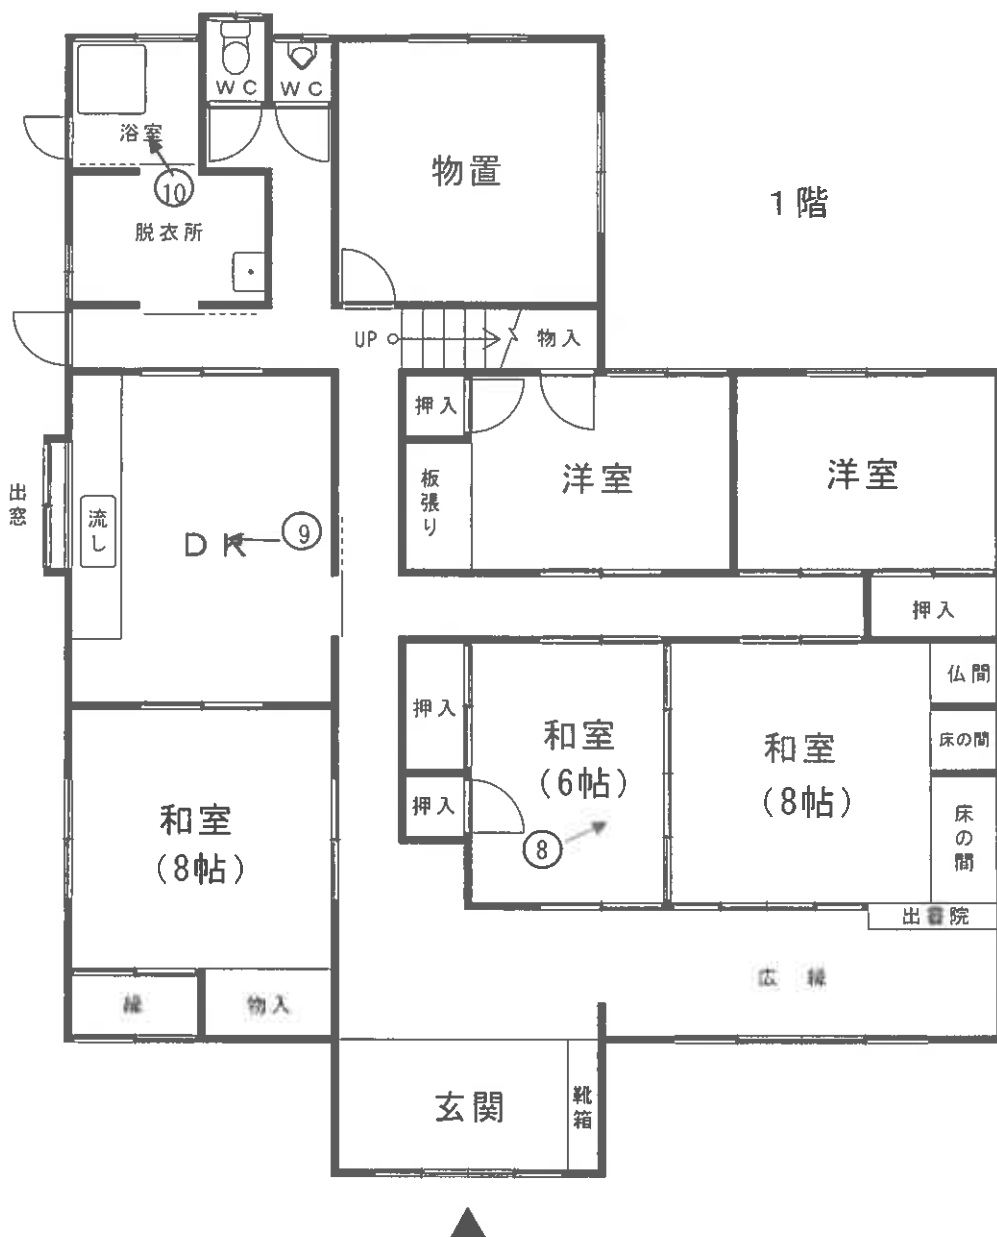 WC
WC
浴室
⑩
脱衣所
物置
1階
UP
物入
押入
板張り
洋室
洋室
出窓
流し
DK
⑨
押入
仏間
押入
和室
(6帖)
和室
(8帖)
床の間
押入
⑧
床の間
和室
(8帖)
出書院
広縁
縁
物入
玄関
靴箱